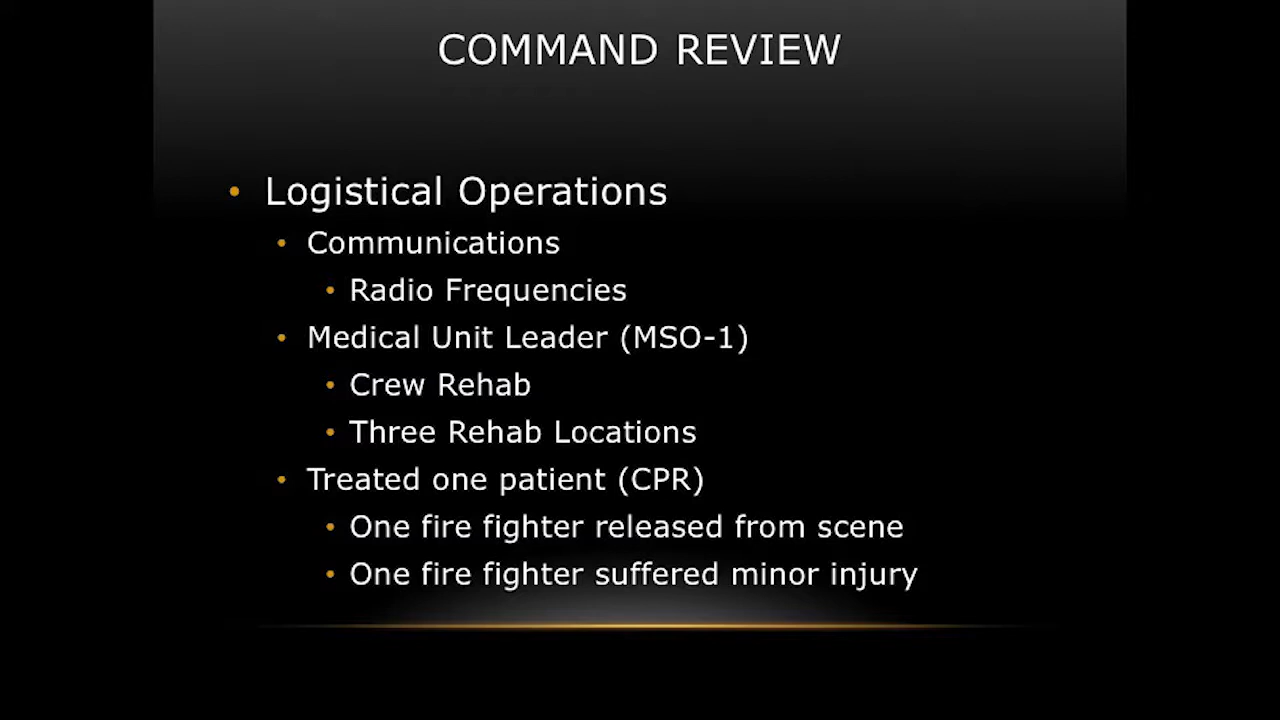 COMMAND REVIEW
• Logistical Operations
• Communications
• Radio Frequencies
• Medical Unit Leader (MSO-1)
• Crew Rehab
• Three Rehab Locations
• Treated one patient (CPR)
• One fire fighter released from scene
• One fire fighter suffered minor injury